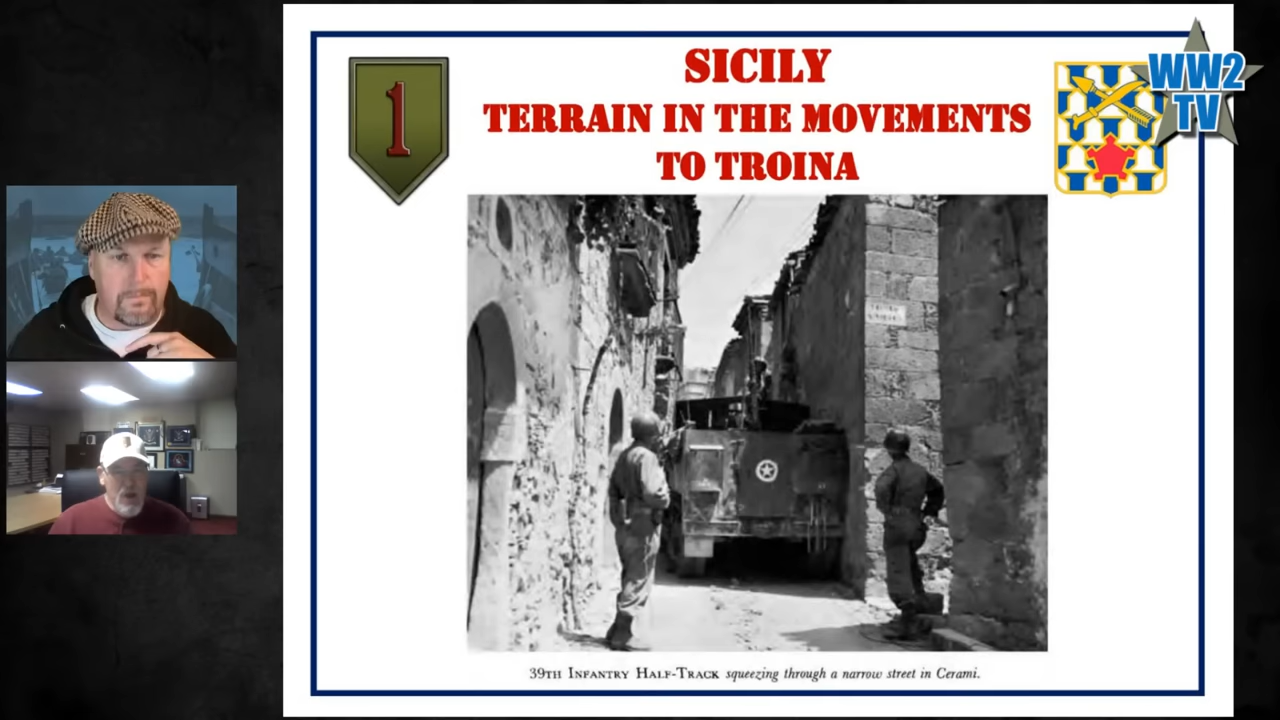 SICILY
TERRAIN IN THE MOVEMENTS
TO TROINA
1
WW2
TV
39TH INFANTRY HALF-TRACK squeezing through a narrow street in Cerami.